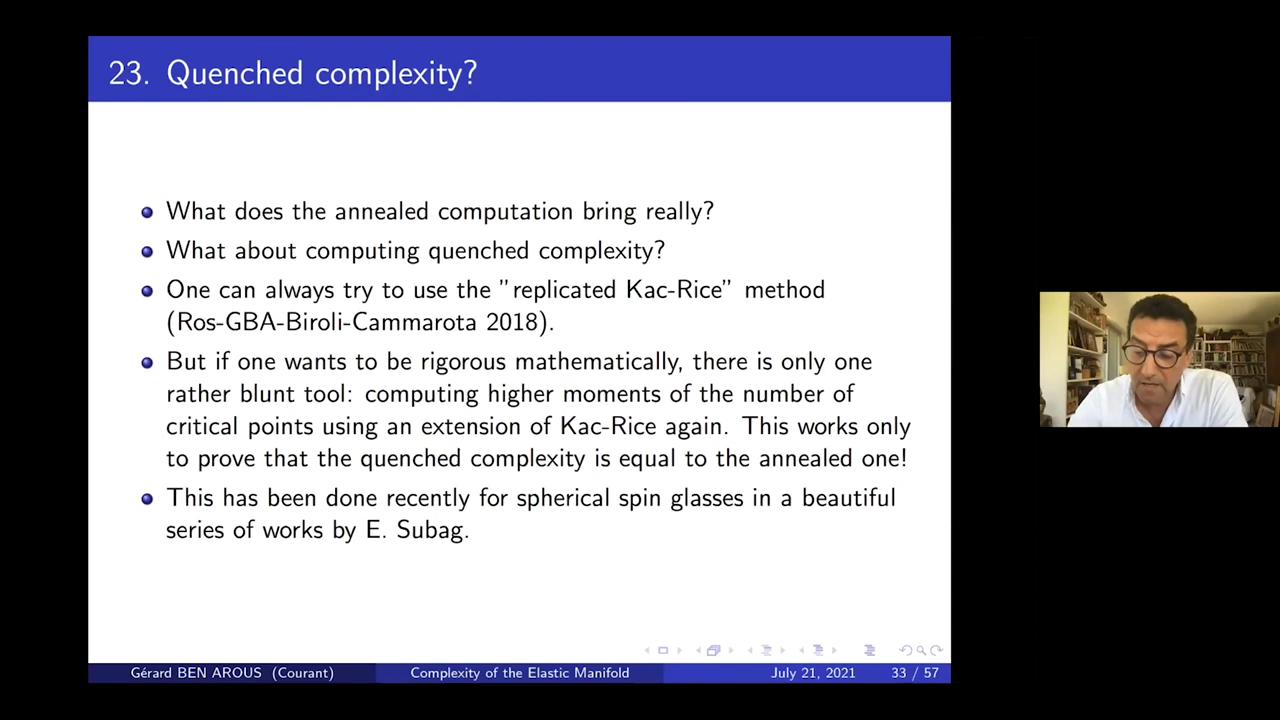 23. Quenched complexity?
What does the annealed computation bring really?
What about computing quenched complexity?
One can always try to use the ”replicated Kac-Rice” method
(Ros-GBA-Biroli-Cammarota 2018).
But if one wants to be rigorous mathematically, there is only one
rather blunt tool: computing higher moments of the number of
critical points using an extension of Kac-Rice again. This works only
to prove that the quenched complexity is equal to the annealed one!
This has been done recently for spherical spin glasses in a beautiful
series of works by E. Subag.
Gérard BEN AROUS (Courant) Complexity of the Elastic Manifold July 21, 2021 33 / 57